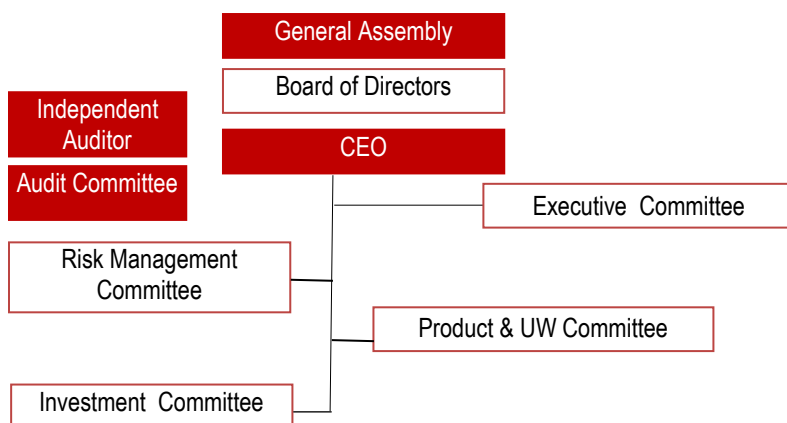 General Assembly
Board of Directors
Independent
Auditor
CEO
Audit Committee
Executive Committee
Risk Management
Committee
Product & UW Committee
Investment Committee